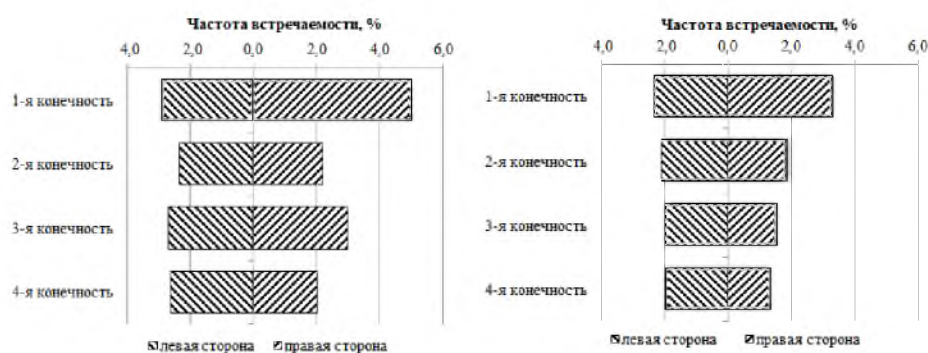 Частота встречаемости, %
4,0 2,0 0,0 2,0 4,0 6,0
1-я конечность
2-я конечность
3-я конечность
4-я конечность
левая сторона правая сторона
Частота встречаемости, %
4,0 2,0 0,0 2,0 4,0 6,0
1-я конечность
2-я конечность
3-я конечность
4-я конечность
левая сторона правая сторона